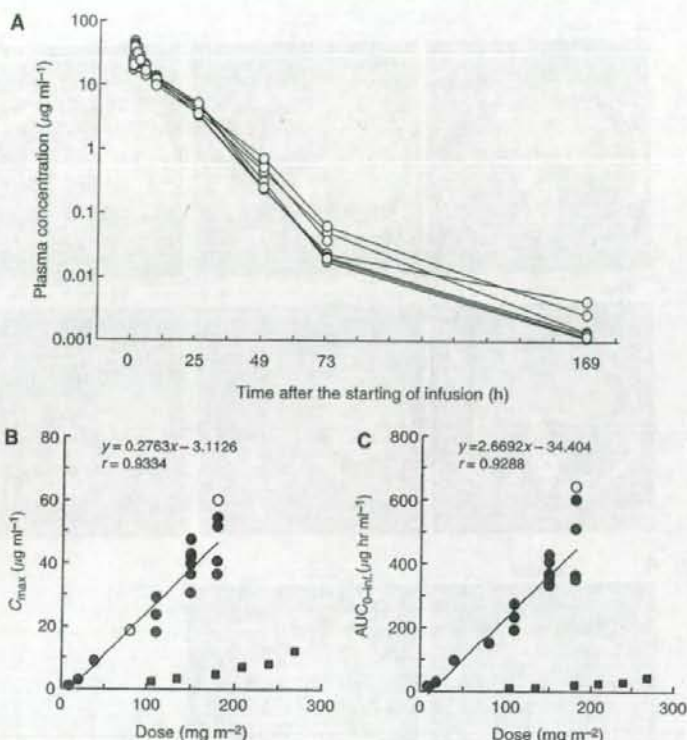 A
100
10
1
0.1
0.01
0.001
Plasma concentration (μg ml⁻¹)
0 25 49 73 169
Time after the starting of infusion (h)
B
y=0.2763x−3.1126
r=0.9334
80
60
40
20
0
Cmax (μg ml⁻¹)
0 100 200 300
Dose (mg m⁻²)
C
y=2.6692x−34.404
r=0.9288
800
600
400
200
0
AUC0–inf. (μg hr ml⁻¹)
0 100 200 300
Dose (mg m⁻²)